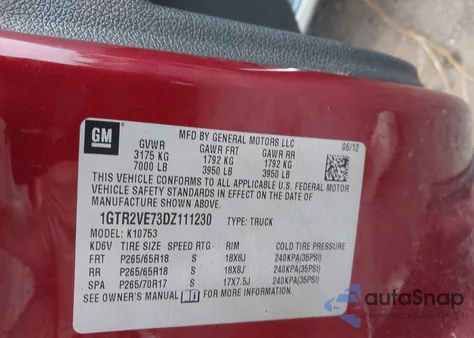 GM
MFD BY GENERAL MOTORS LLC 06/12
GVWR GAWR FRT GAWR RR
3175 KG 1792 KG 1792 KG
7000 LB 3950 LB 3950 LB
THIS VEHICLE CONFORMS TO ALL APPLICABLE U.S. FEDERAL MOTOR
VEHICLE SAFETY STANDARDS IN EFFECT ON THE DATE OF
MANUFACTURE SHOWN ABOVE.
1GTR2VE73DZ111230 TYPE: TRUCK
MODEL: K10753
KD6V TIRE SIZE SPEED RTG RIM COLD TIRE PRESSURE
FRT P265/65R18 S 18X8J 240KPA(35PSI)
RR P265/65R18 S 18X8J 240KPA(35PSI)
SPA P265/70R17 S 17X7.5J 240KPA(35PSI)
SEE OWNER'S MANUAL FOR MORE INFORMATION.
autoSnap